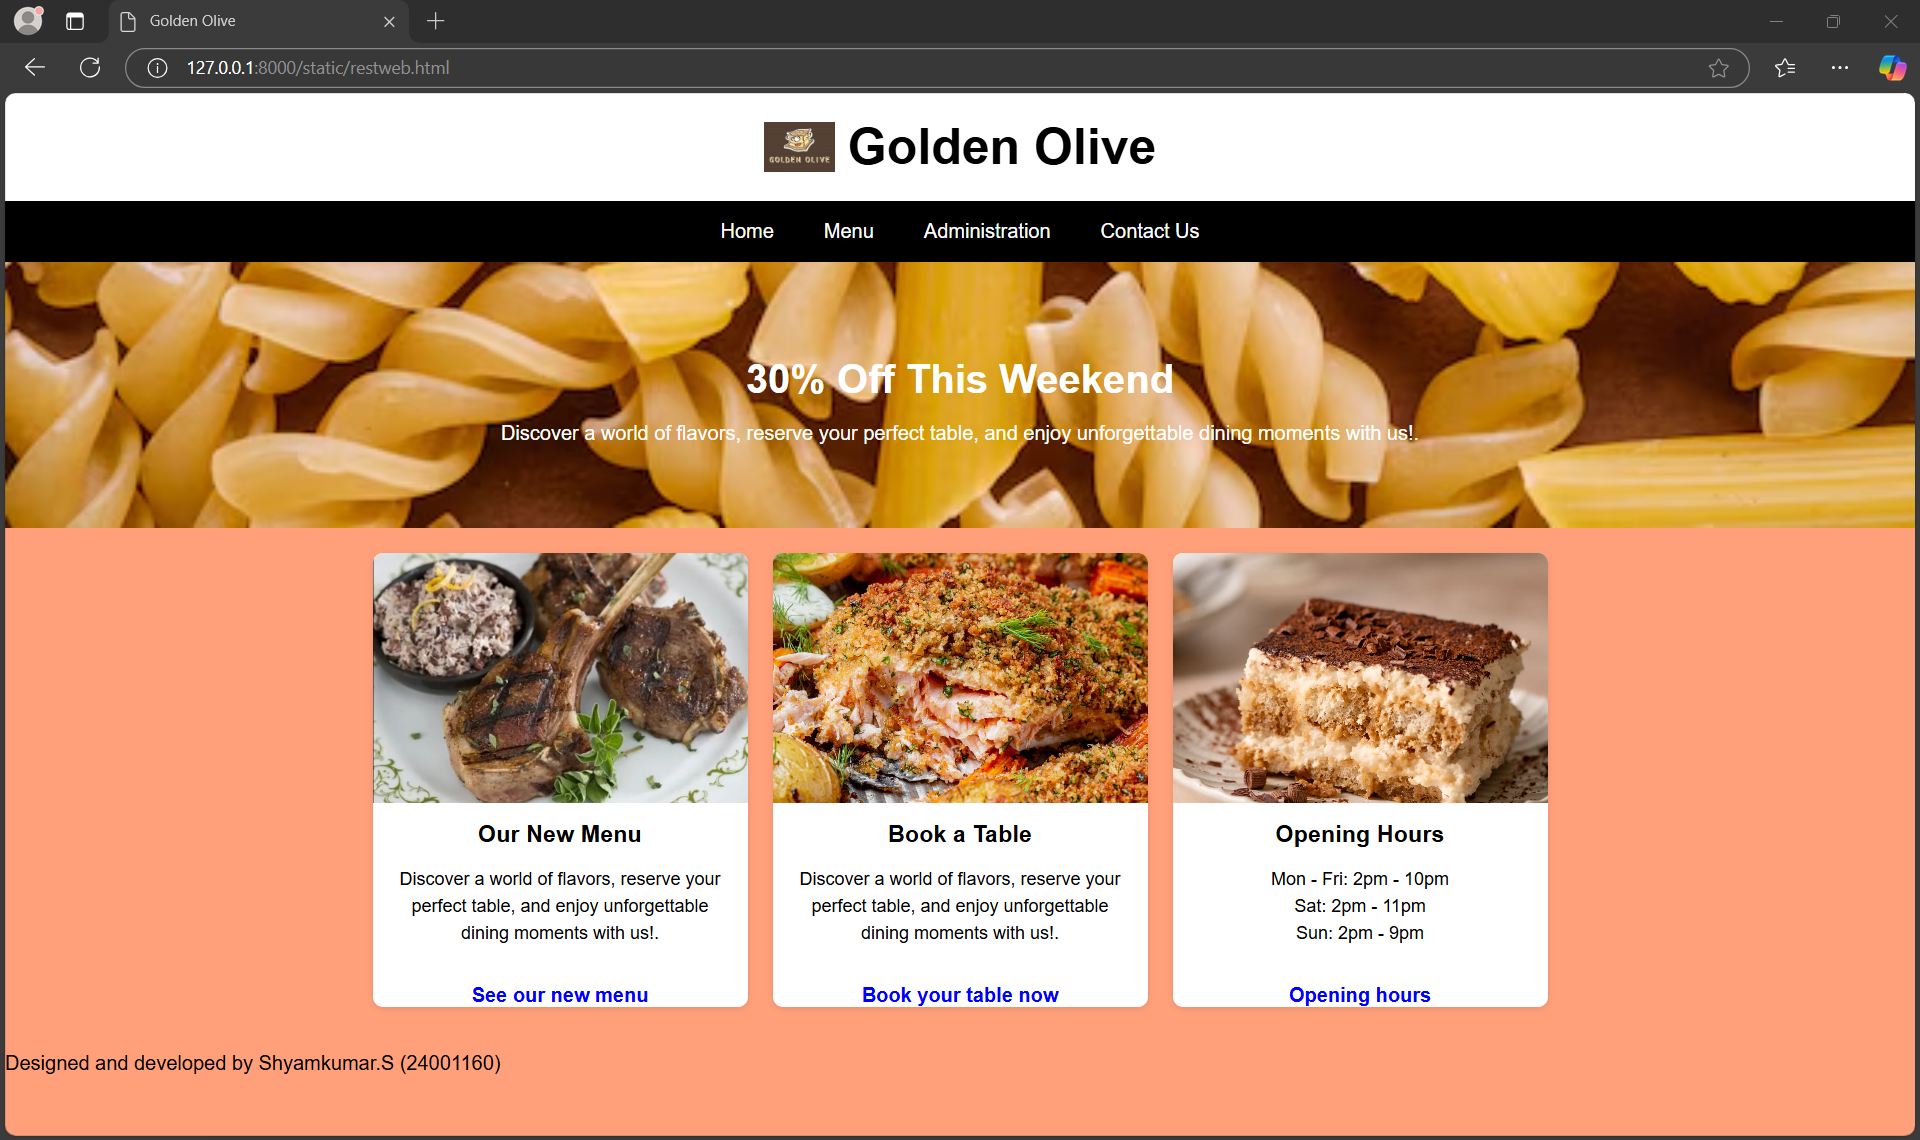 Golden Olive
127.0.0.1:8000/static/restweb.html
GOLDEN OLIVE
Golden Olive
Home Menu Administration Contact Us
30% Off This Weekend
Discover a world of flavors, reserve your perfect table, and enjoy unforgettable dining moments with us!.
Our New Menu
Discover a world of flavors, reserve your
perfect table, and enjoy unforgettable
dining moments with us!.
See our new menu
Book a Table
Discover a world of flavors, reserve your
perfect table, and enjoy unforgettable
dining moments with us!.
Book your table now
Opening Hours
Mon - Fri: 2pm - 10pm
Sat: 2pm - 11pm
Sun: 2pm - 9pm
Opening hours
Designed and developed by Shyamkumar.S (24001160)